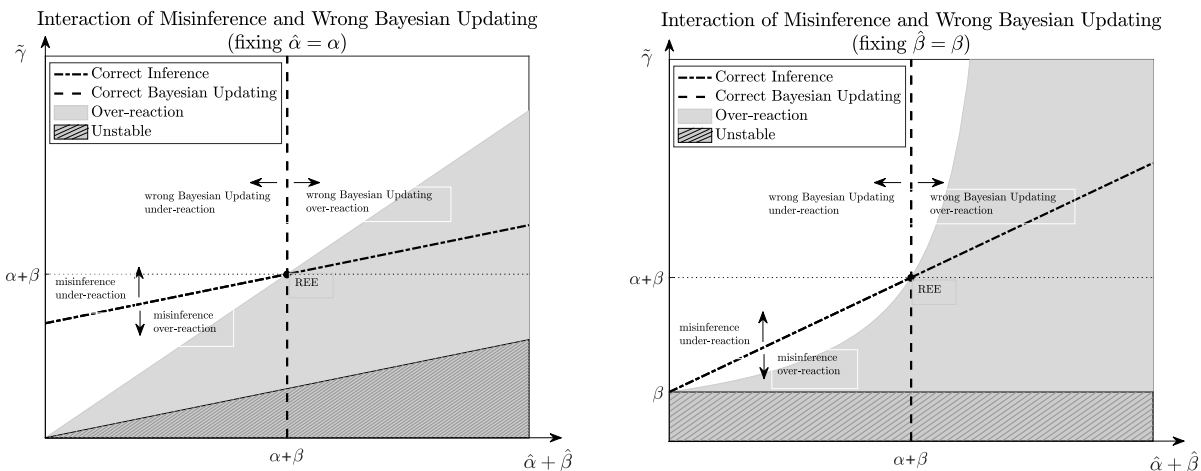 Interaction of Misinference and Wrong Bayesian Updating
(fixing α̂ = α)
γ̃
Correct Inference
Correct Bayesian Updating
Over-reaction
Unstable
wrong Bayesian Updating
under-reaction
wrong Bayesian Updating
over-reaction
α+β
REE
misinference
under-reaction
misinference
over-reaction
α+β
α̂ + β̂
Interaction of Misinference and Wrong Bayesian Updating
(fixing β̂ = β)
γ̃
Correct Inference
Correct Bayesian Updating
Over-reaction
Unstable
wrong Bayesian Updating
under-reaction
wrong Bayesian Updating
over-reaction
α+β
REE
misinference
under-reaction
misinference
over-reaction
β
α+β
α̂ + β̂